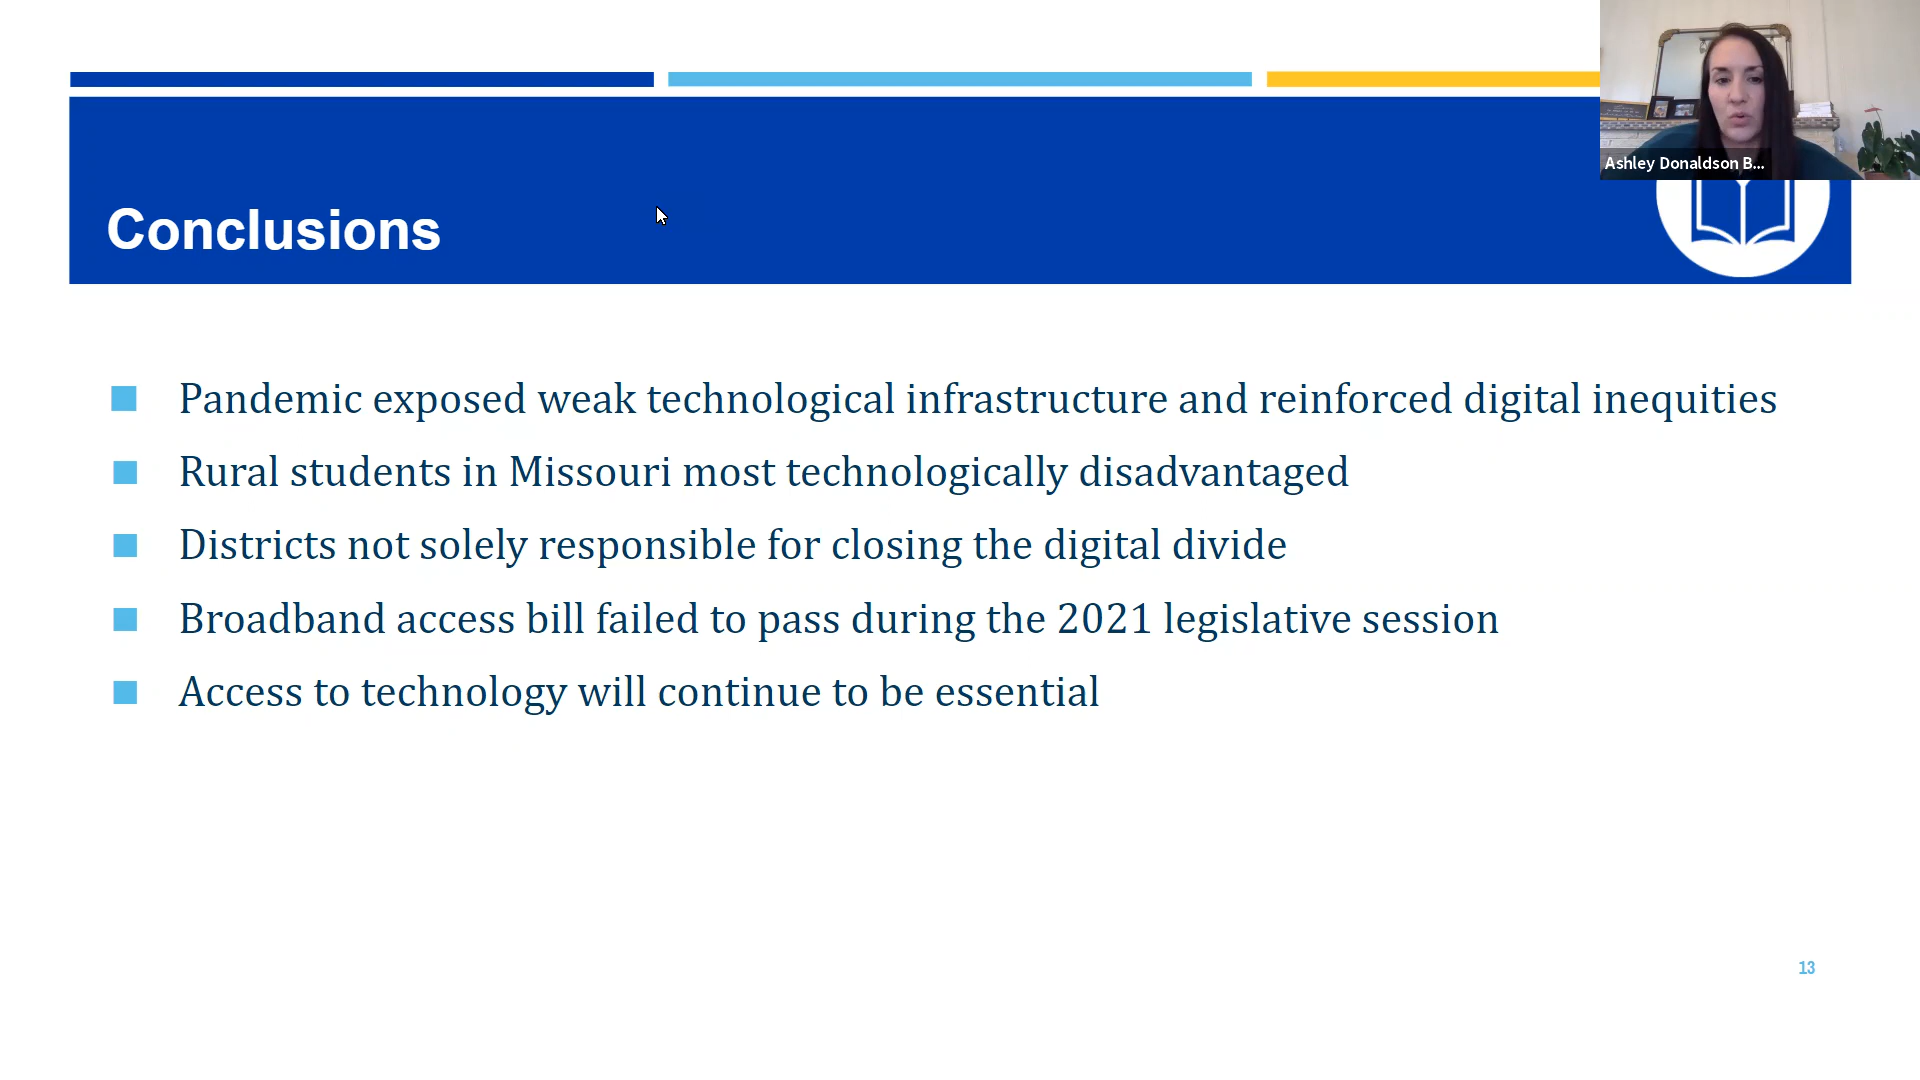 Ashley Donaldson B...
Conclusions
Pandemic exposed weak technological infrastructure and reinforced digital inequities
Rural students in Missouri most technologically disadvantaged
Districts not solely responsible for closing the digital divide
Broadband access bill failed to pass during the 2021 legislative session
Access to technology will continue to be essential
13